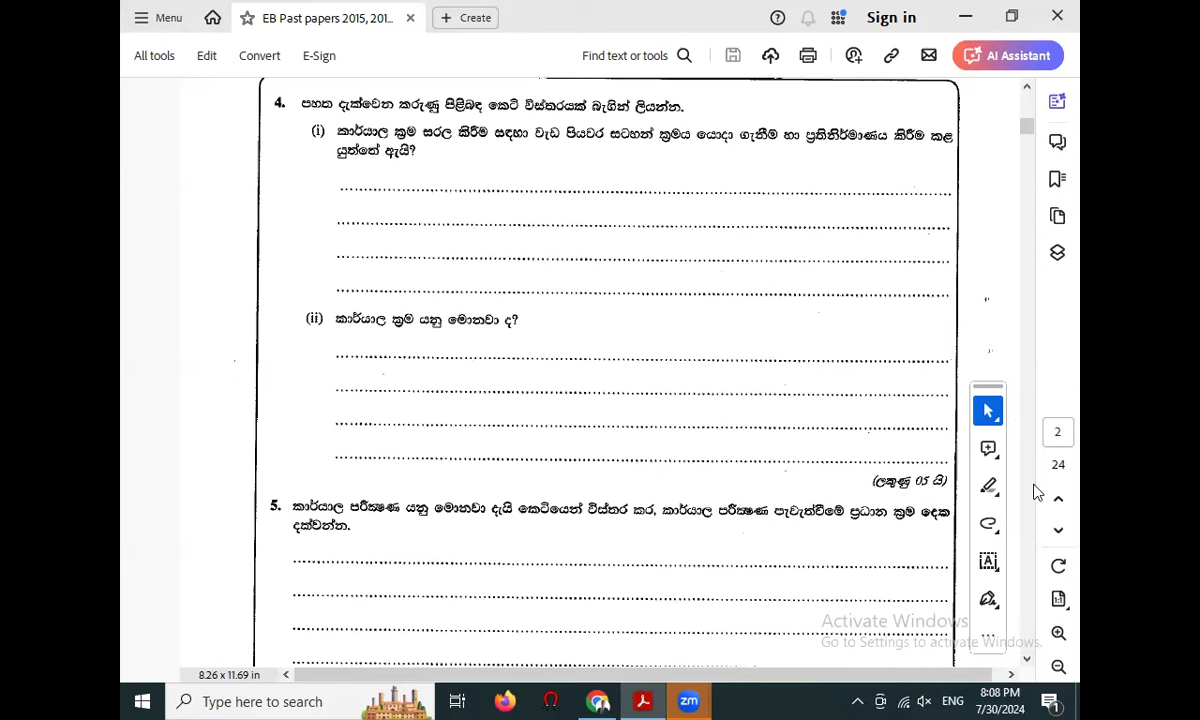 Menu
EB Past papers 2015, 201...
Create
Sign in
All tools
Edit
Convert
E-Sign
Find text or tools
AI Assistant
4. පහත දැක්වෙන කරුණු පිළිබඳ කෙටි විස්තරයක් බැගින් ලියන්න.
(i) කාර්යාල ක්‍රම සරල කිරීම සඳහා වැඩ පියවර සටහන් ක්‍රමය යොදා ගැනීම හා ප්‍රතිනිර්මාණය කිරීම කළ
යුත්තේ ඇයි?
(ii) කාර්යාල ක්‍රම යනු මොනවා ද?
(ලකුණු 05 යි)
5. කාර්යාල පරීක්ෂණ යනු මොනවා දැයි කෙටියෙන් විස්තර කර, කාර්යාල පරීක්ෂණ පැවැත්වීමේ ප්‍රධාන ක්‍රම දෙක
දක්වන්න.
2
24
Activate Windows
Go to Settings to activate Windows.
8.26 x 11.69 in
Type here to search
zm
ENG
8:08 PM
7/30/2024
1